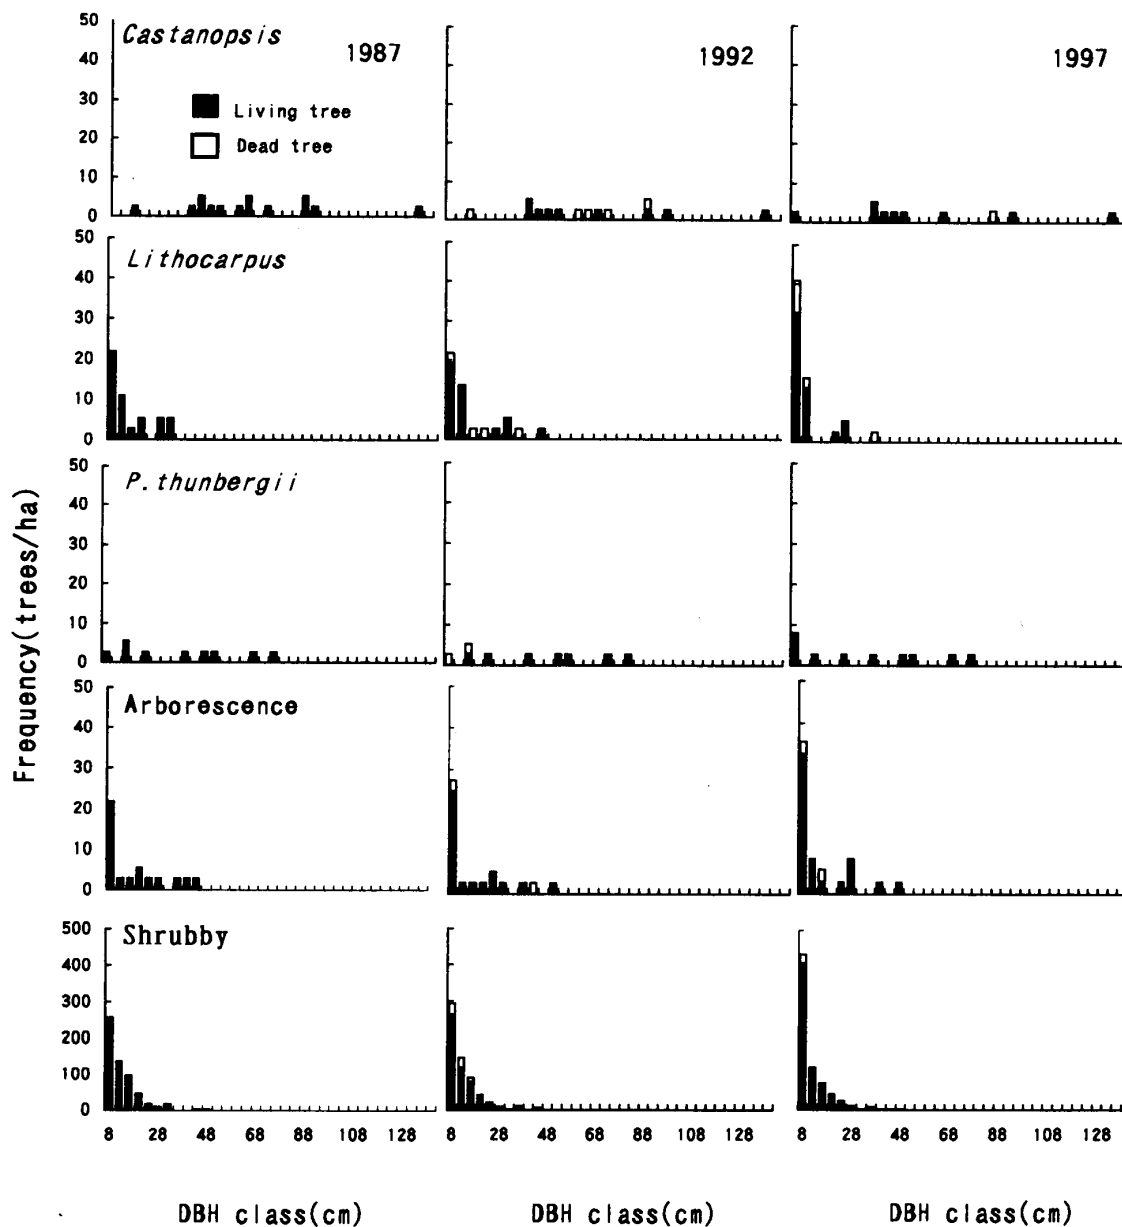 50
Castanopsis
1987
1992
1997
40
30
Living tree
20
Dead tree
10
0
50
Lithocarpus
40
30
20
10
0
50
P. thunbergii
40
30
20
10
0
Frequency(trees/ha)
50
Arborescence
40
30
20
10
0
500
Shrubby
400
300
200
100
0
8 28 48 68 88 108 128
8 28 48 68 88 108 128
8 28 48 68 88 108 128
DBH class(cm)
DBH class(cm)
DBH class(cm)